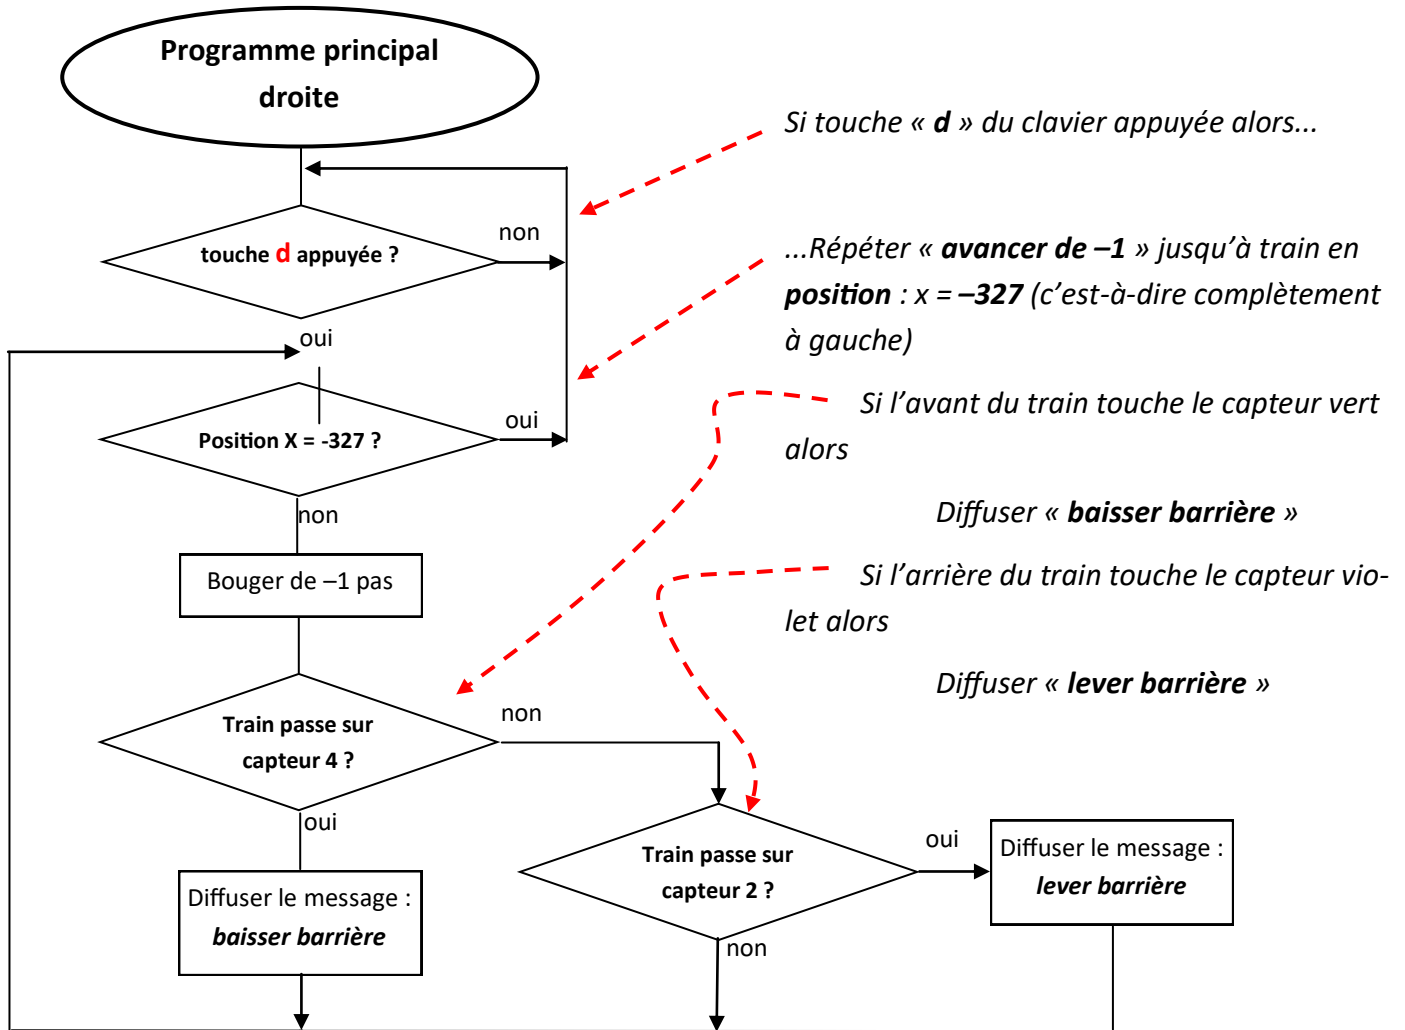 Programme principal
droite
Si touche « d » du clavier appuyée alors...
touche d appuyée ?
non
...Répéter « avancer de –1 » jusqu’à train en
position : x = –327 (c’est-à-dire complètement
à gauche)
oui
Position X = -327 ?
oui
Si l’avant du train touche le capteur vert
alors
non
Diffuser « baisser barrière »
Bouger de –1 pas
Si l’arrière du train touche le capteur vio-
let alors
Diffuser « lever barrière »
Train passe sur
capteur 4 ?
non
oui
Train passe sur
capteur 2 ?
oui
Diffuser le message :
lever barrière
Diffuser le message :
baisser barrière
non